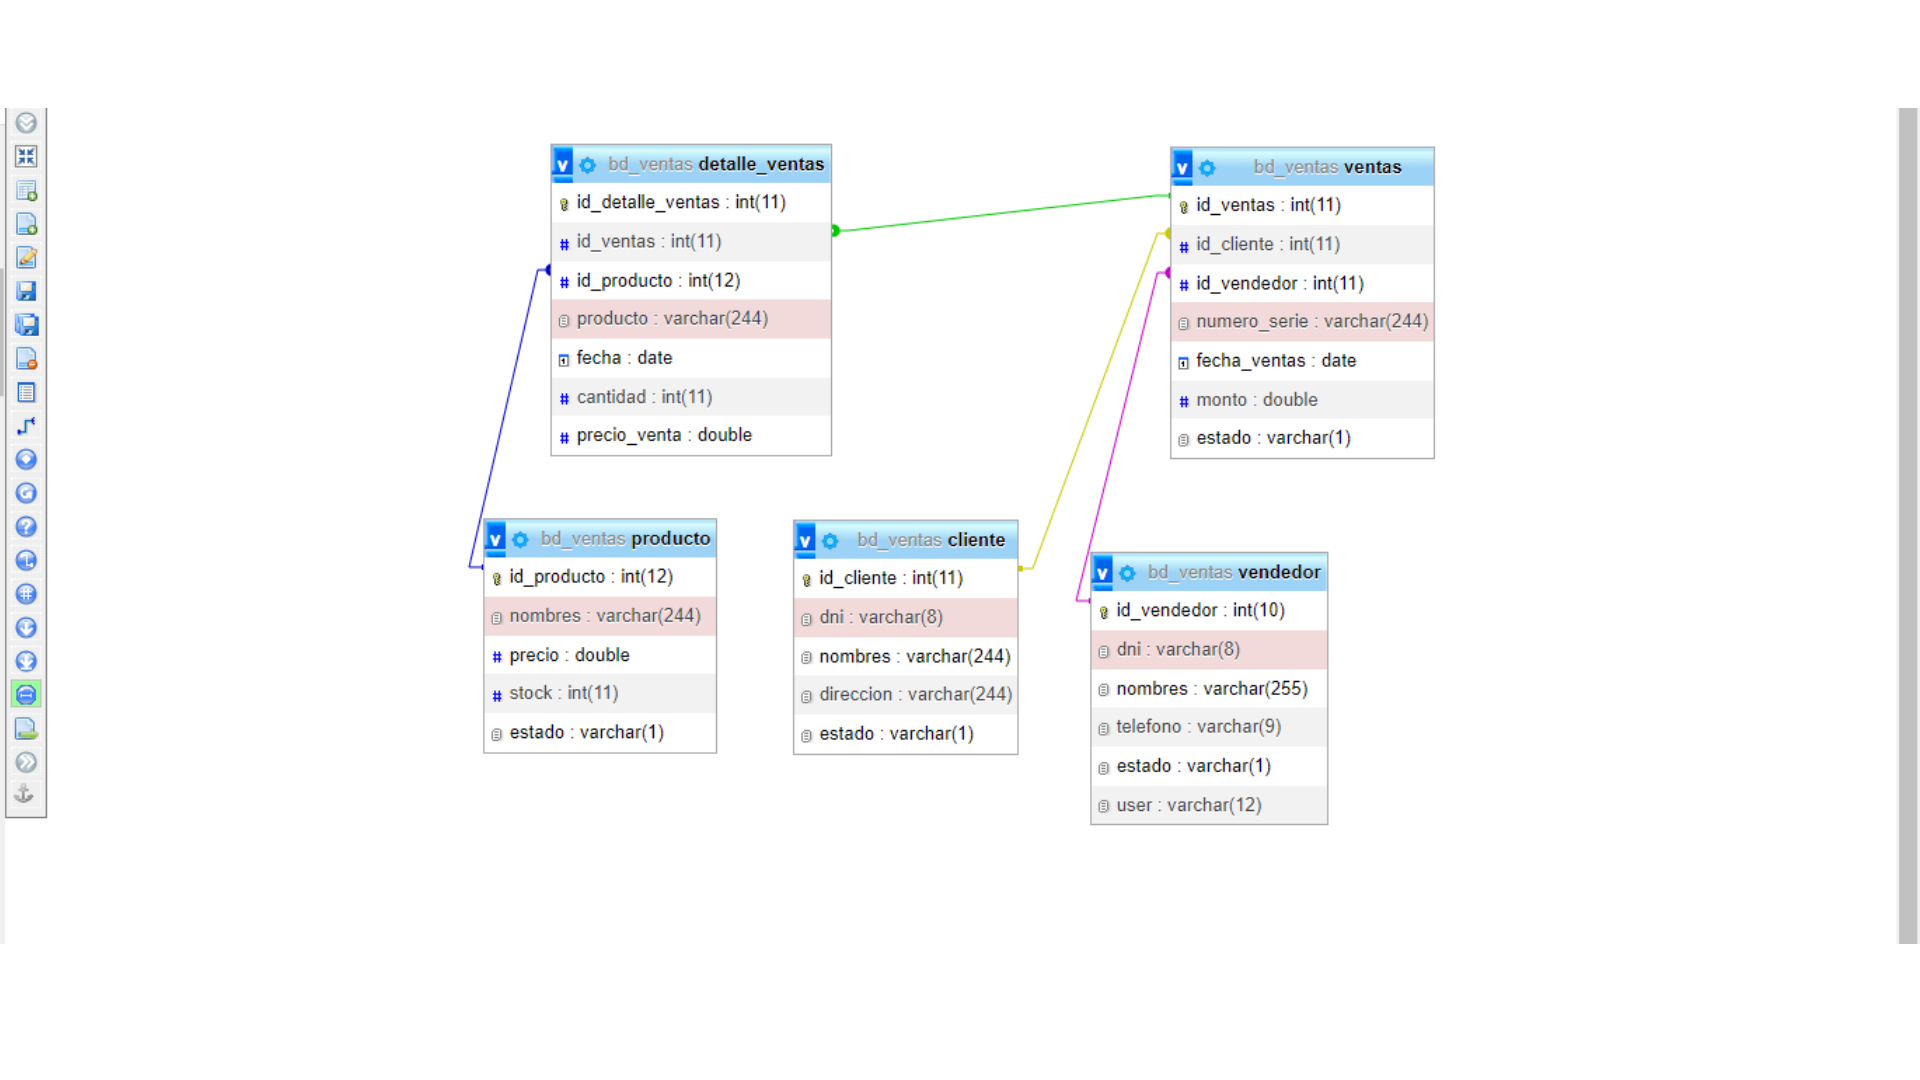 v bd_ventas detalle_ventas
id_detalle_ventas : int(11)
# id_ventas : int(11)
# id_producto : int(12)
producto : varchar(244)
fecha : date
# cantidad : int(11)
# precio_venta : double
v bd_ventas ventas
id_ventas : int(11)
# id_cliente : int(11)
# id_vendedor : int(11)
numero_serie : varchar(244)
fecha_ventas : date
# monto : double
estado : varchar(1)
v bd_ventas producto
id_producto : int(12)
nombres : varchar(244)
# precio : double
# stock : int(11)
estado : varchar(1)
v bd_ventas cliente
id_cliente : int(11)
dni : varchar(8)
nombres : varchar(244)
direccion : varchar(244)
estado : varchar(1)
v bd_ventas vendedor
id_vendedor : int(10)
dni : varchar(8)
nombres : varchar(255)
telefono : varchar(9)
estado : varchar(1)
user : varchar(12)